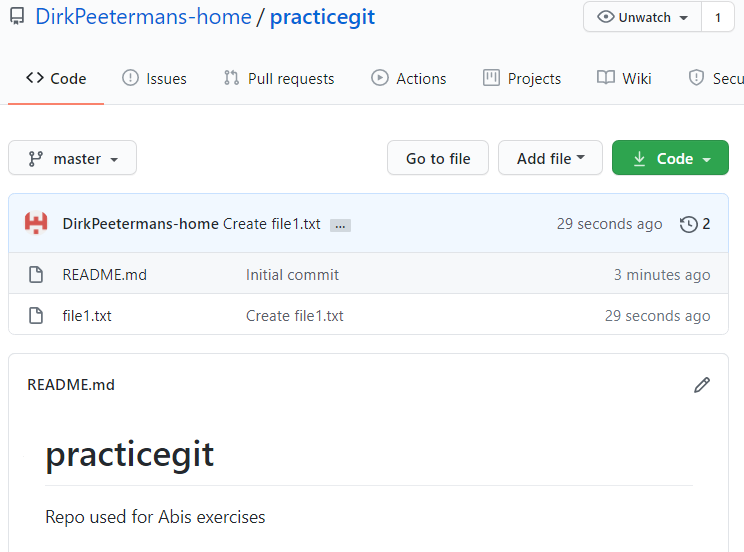 DirkPeetermans-home / practicegit
Unwatch 1
Code Issues Pull requests Actions Projects Wiki Secu
master Go to file Add file Code
DirkPeetermans-home Create file1.txt ... 29 seconds ago 2
README.md Initial commit 3 minutes ago
file1.txt Create file1.txt 29 seconds ago
README.md
practicegit
Repo used for Abis exercises